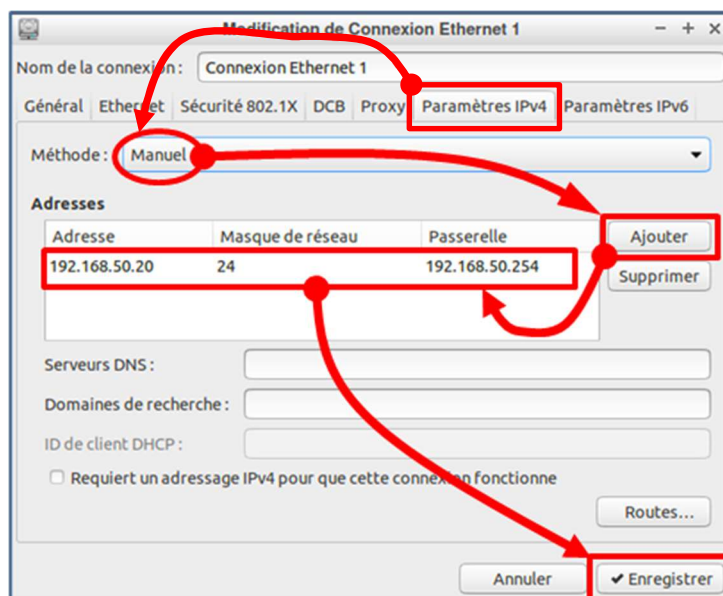 Modification de Connexion Ethernet 1
Nom de la connexion : Connexion Ethernet 1
Général Ethernet Sécurité 802.1X DCB Proxy Paramètres IPv4 Paramètres IPv6
Méthode : Manuel
Adresses
Adresse Masque de réseau Passerelle Ajouter
192.168.50.20 24 192.168.50.254
Supprimer
Serveurs DNS :
Domaines de recherche :
ID de client DHCP :
Requiert un adressage IPv4 pour que cette connexion fonctionne
Routes...
Annuler Enregistrer